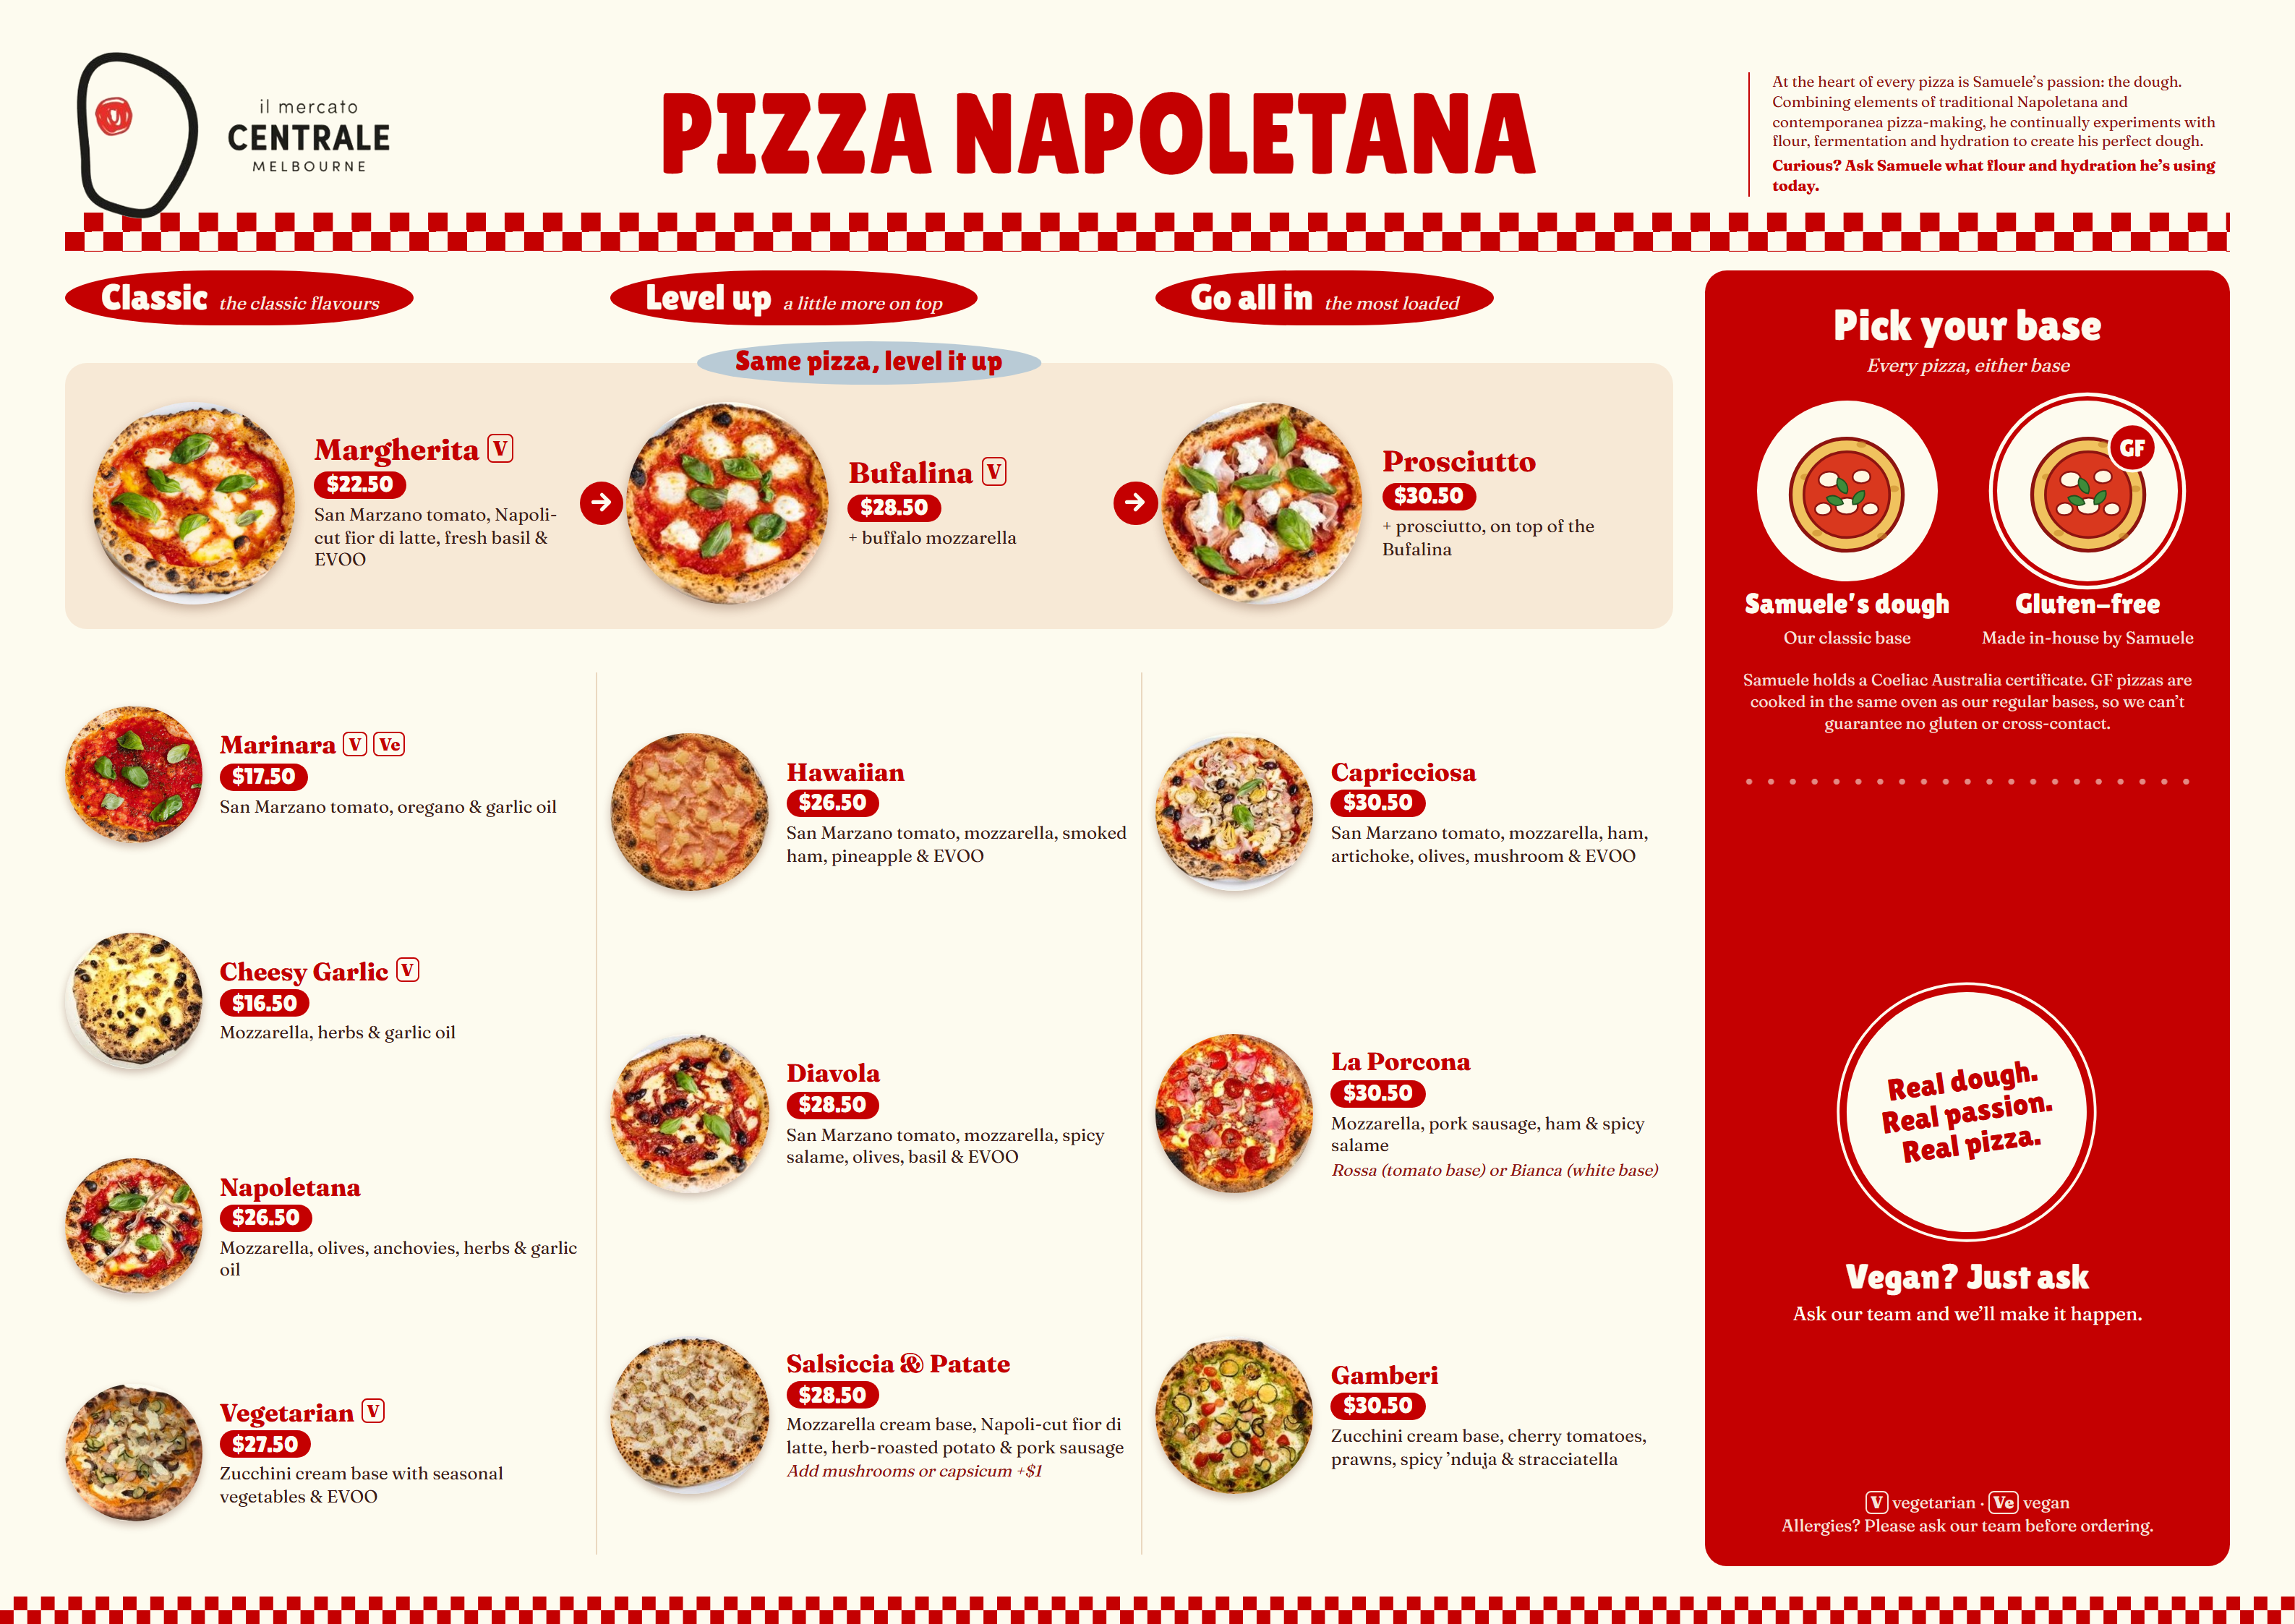 il mercato
CENTRALE
MELBOURNE
PIZZA NAPOLETANA
At the heart of every pizza is Samuele's passion: the dough.
Combining elements of traditional Napoletana and
contemporanea pizza-making, he continually experiments with
flour, fermentation and hydration to create his perfect dough.
Curious? Ask Samuele what flour and hydration he's using
today.
Classic the classic flavours
Level up a little more on top
Go all in the most loaded
Same pizza, level it up
Margherita V
$22.50
San Marzano tomato, Napoli-
cut fior di latte, fresh basil &
EVOO
Bufalina V
$28.50
+ buffalo mozzarella
Prosciutto
$30.50
+ prosciutto, on top of the
Bufalina
Marinara V Ve
$17.50
San Marzano tomato, oregano & garlic oil
Cheesy Garlic V
$16.50
Mozzarella, herbs & garlic oil
Napoletana
$26.50
Mozzarella, olives, anchovies, herbs & garlic
oil
Vegetarian V
$27.50
Zucchini cream base with seasonal
vegetables & EVOO
Hawaiian
$26.50
San Marzano tomato, mozzarella, smoked
ham, pineapple & EVOO
Diavola
$28.50
San Marzano tomato, mozzarella, spicy
salame, olives, basil & EVOO
Salsiccia & Patate
$28.50
Mozzarella cream base, Napoli-cut fior di
latte, herb-roasted potato & pork sausage
Add mushrooms or capsicum +$1
Capricciosa
$30.50
San Marzano tomato, mozzarella, ham,
artichoke, olives, mushroom & EVOO
La Porcona
$30.50
Mozzarella, pork sausage, ham & spicy
salame
Rossa (tomato base) or Bianca (white base)
Gamberi
$30.50
Zucchini cream base, cherry tomatoes,
prawns, spicy 'nduja & stracciatella
Pick your base
Every pizza, either base
GF
Samuele's dough
Our classic base
Gluten-free
Made in-house by Samuele
Samuele holds a Coeliac Australia certificate. GF pizzas are
cooked in the same oven as our regular bases, so we can't
guarantee no gluten or cross-contact.
Real dough.
Real passion.
Real pizza.
Vegan? Just ask
Ask our team and we'll make it happen.
V vegetarian · Ve vegan
Allergies? Please ask our team before ordering.